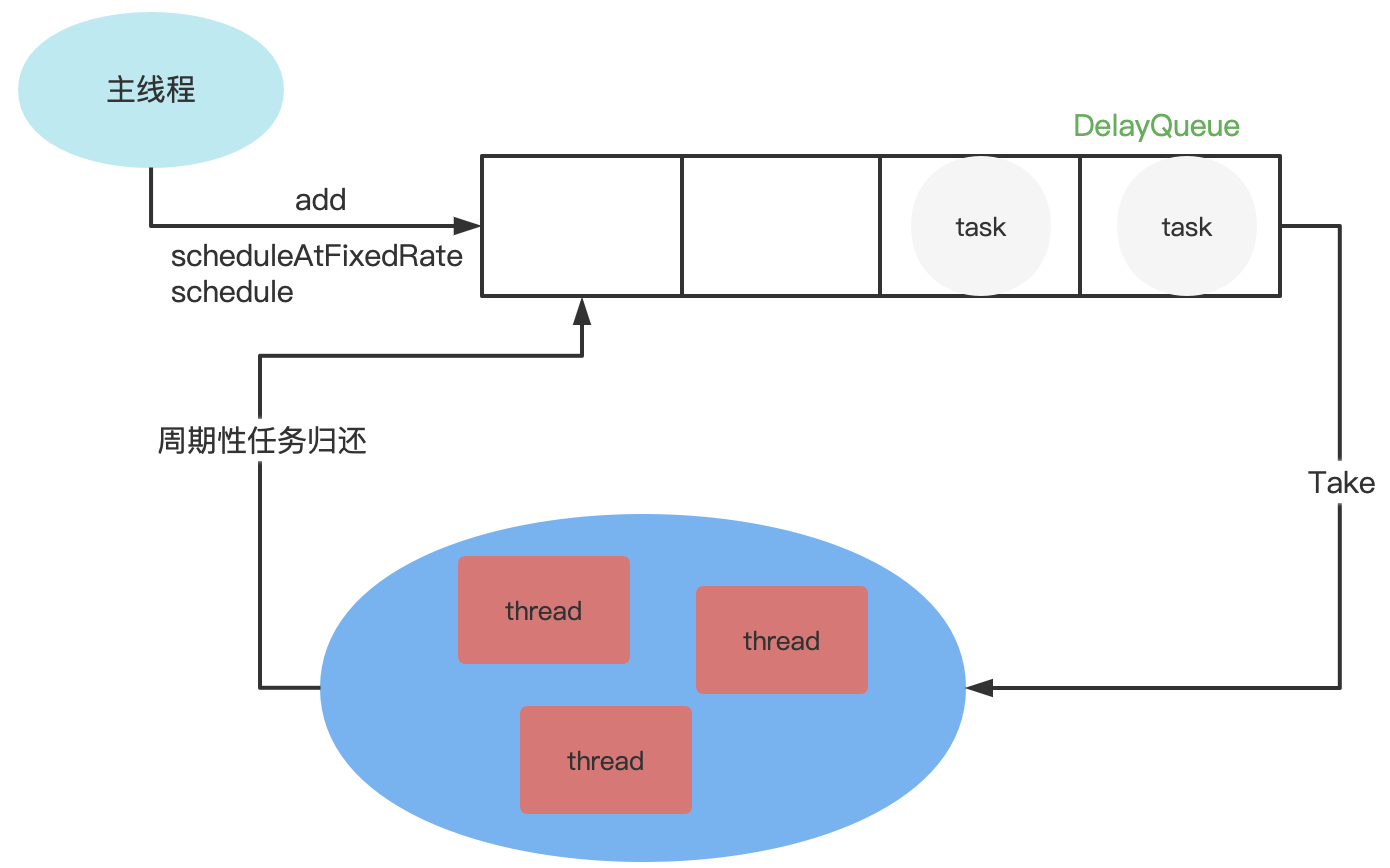 主线程
DelayQueue
add
task
task
scheduleAtFixedRate
schedule
周期性任务归还
Take
thread
thread
thread